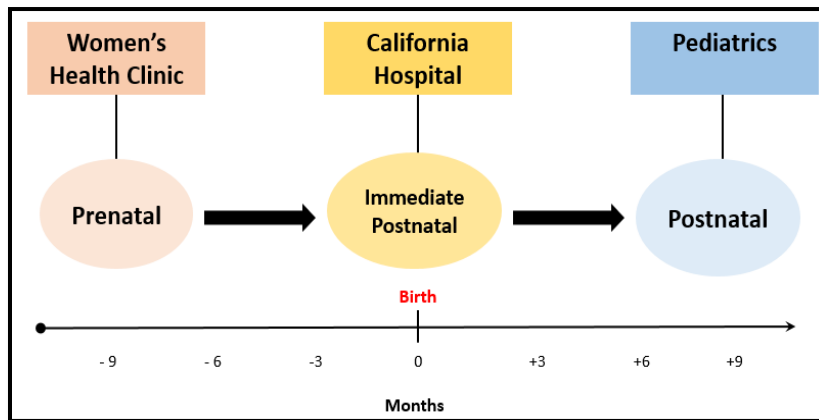 Women’s
Health Clinic
California
Hospital
Pediatrics
Prenatal
Immediate
Postnatal
Postnatal
Birth
- 9
- 6
-3
0
+3
+6
+9
Months